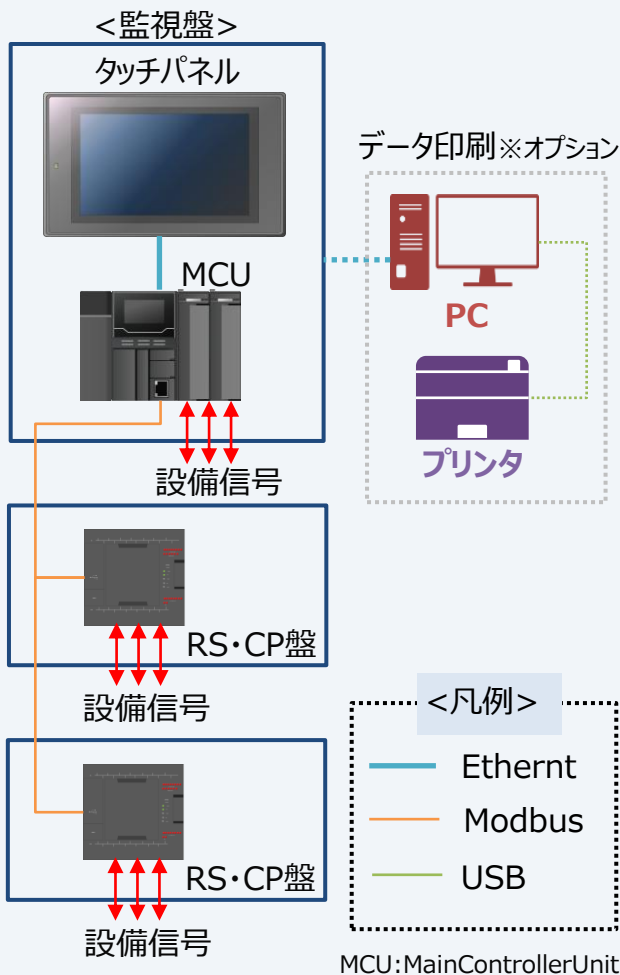 <監視盤>
タッチパネル
MCU
設備信号
データ印刷※オプション
PC
プリンタ
RS・CP盤
設備信号
RS・CP盤
設備信号
<凡例>
Ethernt
Modbus
USB
MCU:MainControllerUnit